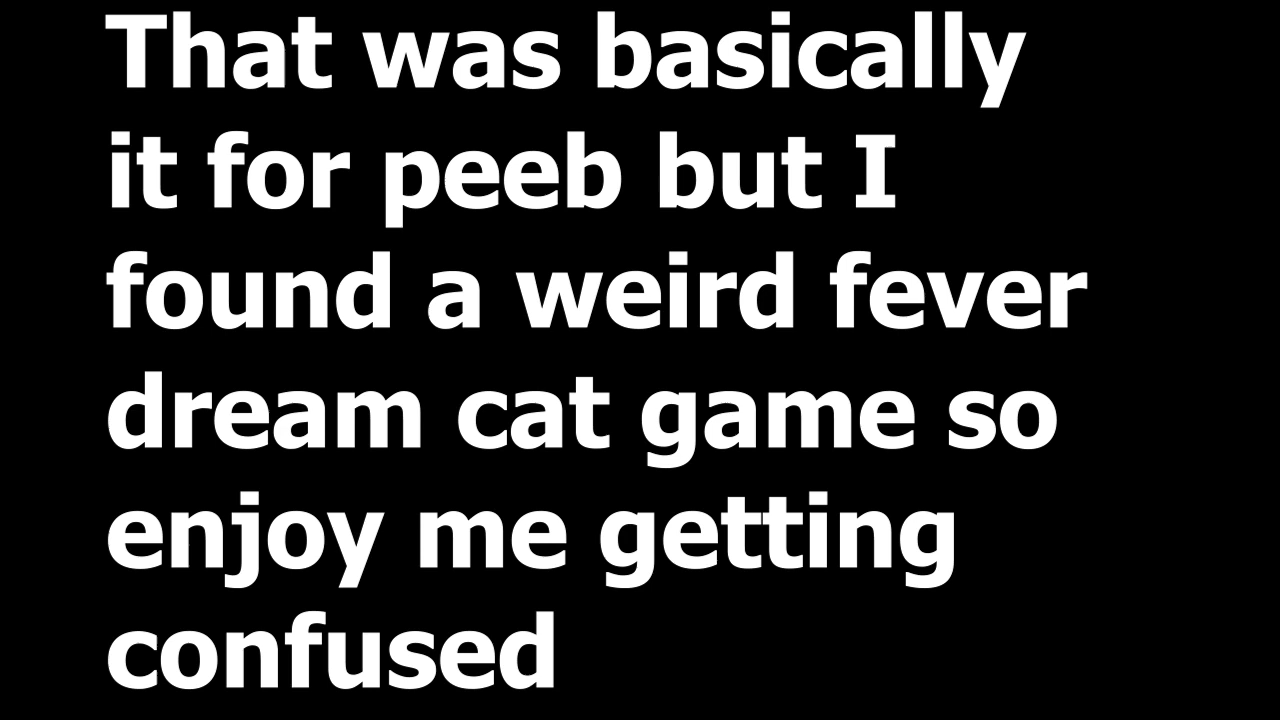 That was basically
it for peeb but I
found a weird fever
dream cat game so
enjoy me getting
confused